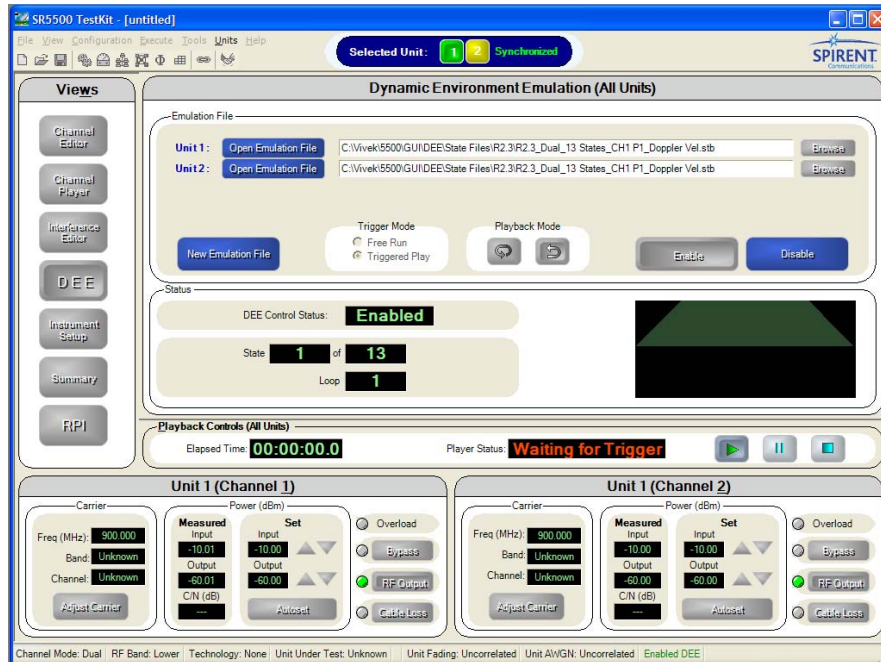 SR5500 TestKit - [untitled]
File View Configuration Execute Tools Units Help
Selected Unit: 1 2 Synchronized
SPIRENT
Communications
Views
Channel Editor
Channel Player
Interference Editor
DEE
Instrument Setup
Summary
RPI
Dynamic Environment Emulation (All Units)
Emulation File
Unit 1: Open Emulation File C:\Vivek\5500\GUI\DEE\State Files\R2.3\R2.3_Dual_13 States_CH1 P1_Doppler Vel.stb Browse
Unit 2: Open Emulation File C:\Vivek\5500\GUI\DEE\State Files\R2.3\R2.3_Dual_13 States_CH1 P1_Doppler Vel.stb Browse
New Emulation File
Trigger Mode
Free Run
Triggered Play
Playback Mode
Enable
Disable
Status
DEE Control Status: Enabled
State 1 of 13
Loop 1
Playback Controls (All Units)
Elapsed Time: 00:00:00.0 Player Status: Waiting for Trigger
Unit 1 (Channel 1)
Carrier
Freq (MHz): 900.000
Band: Unknown
Channel: Unknown
Adjust Carrier
Power (dBm)
Measured Set
Input Input
-10.01 -10.00
Output Output
-60.01 -60.00
C/N (dB)
--- Autoset
Overload
Bypass
RF Output
Cable Loss
Unit 1 (Channel 2)
Carrier
Freq (MHz): 900.000
Band: Unknown
Channel: Unknown
Adjust Carrier
Power (dBm)
Measured Set
Input Input
-10.00 -10.00
Output Output
-60.00 -60.00
C/N (dB)
--- Autoset
Overload
Bypass
RF Output
Cable Loss
Channel Mode: Dual RF Band: Lower Technology: None Unit Under Test: Unknown Unit Fading: Uncorrelated Unit AWGN: Uncorrelated Enabled DEE